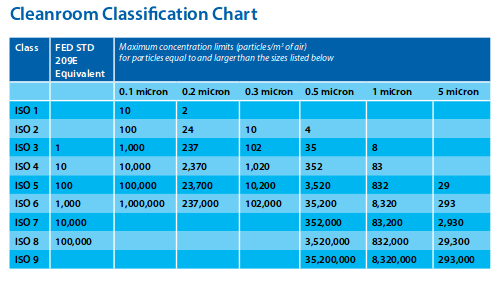 Cleanroom Classification Chart
Class FED STD 209E Equivalent Maximum concentration limits (particles/m³ of air)
for particles equal to and larger than the sizes listed below
0.1 micron 0.2 micron 0.3 micron 0.5 micron 1 micron 5 micron
ISO 1 10 2
ISO 2 100 24 10 4
ISO 3 1 1,000 237 102 35 8
ISO 4 10 10,000 2,370 1,020 352 83
ISO 5 100 100,000 23,700 10,200 3,520 832 29
ISO 6 1,000 1,000,000 237,000 102,000 35,200 8,320 293
ISO 7 10,000 352,000 83,200 2,930
ISO 8 100,000 3,520,000 832,000 29,300
ISO 9 35,200,000 8,320,000 293,000